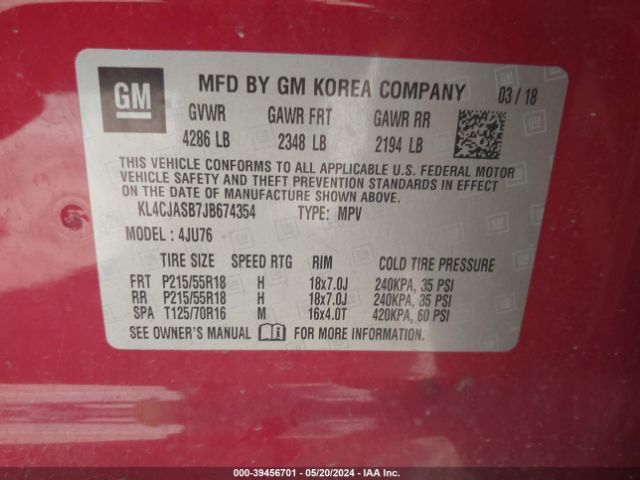 GM
MFD BY GM KOREA COMPANY 03 / 18
GVWR GAWR FRT GAWR RR
4286 LB 2348 LB 2194 LB
THIS VEHICLE CONFORMS TO ALL APPLICABLE U.S. FEDERAL MOTOR
VEHICLE SAFETY AND THEFT PREVENTION STANDARDS IN EFFECT
ON THE DATE OF MANUFACTURE SHOWN ABOVE.
KL4CJASB7JB674354 TYPE: MPV
MODEL : 4JU76
TIRE SIZE SPEED RTG RIM COLD TIRE PRESSURE
FRT P215/55R18 H 18x7.0J 240KPA, 35 PSI
RR P215/55R18 H 18x7.0J 240KPA, 35 PSI
SPA T125/70R16 M 16x4.0T 420KPA, 60 PSI
SEE OWNER'S MANUAL FOR MORE INFORMATION.
000-39456701 - 05/20/2024 - IAA Inc.